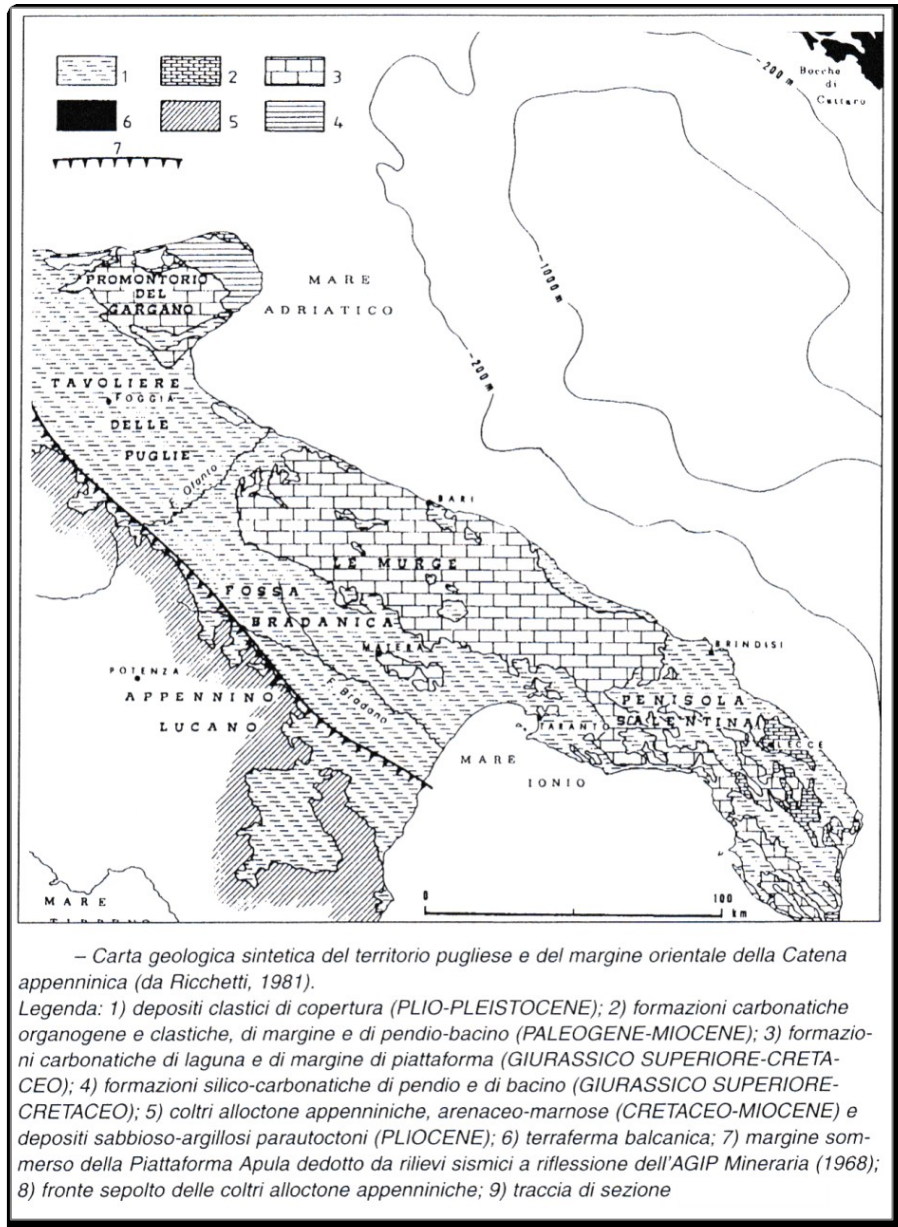 1
2
3
6
5
4
7
-200 m
Bocche
di
Cattaro
-1000 m
-200 m
PROMONTORIO
DEL
GARGANO
MARE
ADRIATICO
TAVOLIERE
FOGGIA
DELLE
PUGLIE
F. Ofanto
BARI
LE MURGE
FOSSA
BRADANICA
MATERA
BRINDISI
POTENZA
APPENNINO
LUCANO
F. Bradano
PENISOLA
SALENTINA
TARANTO
LECCE
MARE
IONIO
MARE
TIRRENO
0
100
km
– Carta geologica sintetica del territorio pugliese e del margine orientale della Catena
appenninica (da Ricchetti, 1981).
Legenda: 1) depositi clastici di copertura (PLIO-PLEISTOCENE); 2) formazioni carbonatiche
organogene e clastiche, di margine e di pendio-bacino (PALEOGENE-MIOCENE); 3) formazio-
ni carbonatiche di laguna e di margine di piattaforma (GIURASSICO SUPERIORE-CRETA-
CEO); 4) formazioni silico-carbonatiche di pendio e di bacino (GIURASSICO SUPERIORE-
CRETACEO); 5) coltri alloctone appenniniche, arenaceo-marnose (CRETACEO-MIOCENE) e
depositi sabbioso-argillosi parautoctoni (PLIOCENE); 6) terraferma balcanica; 7) margine som-
merso della Piattaforma Apula dedotto da rilievi sismici a riflessione dell'AGIP Mineraria (1968);
8) fronte sepolto delle coltri alloctone appenniniche; 9) traccia di sezione